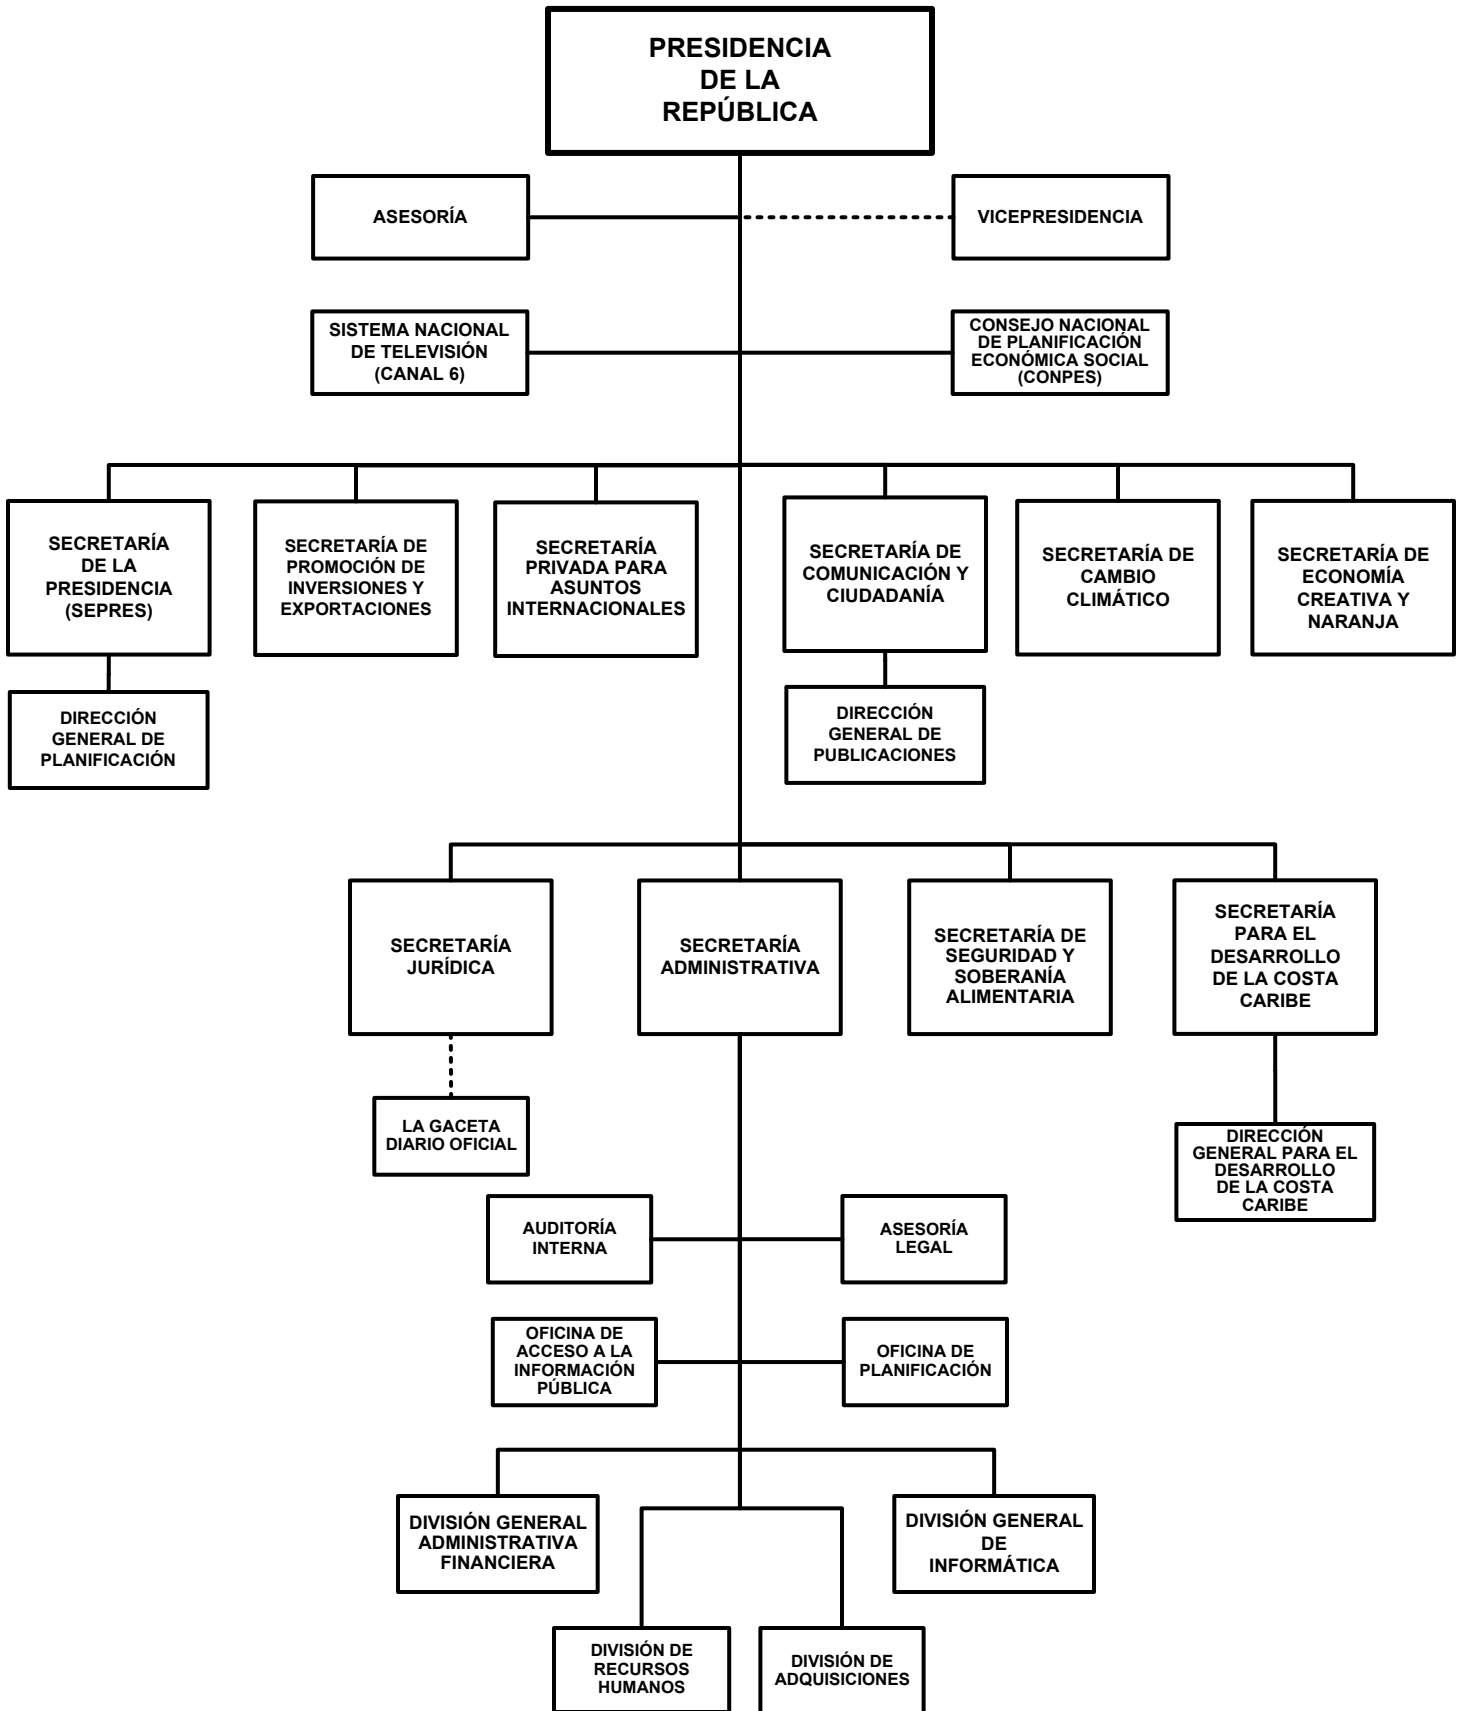 PRESIDENCIA
DE LA
REPÚBLICA
ASESORÍA
VICEPRESIDENCIA
SISTEMA NACIONAL
DE TELEVISIÓN
(CANAL 6)
CONSEJO NACIONAL
DE PLANIFICACIÓN
ECONÓMICA SOCIAL
(CONPES)
SECRETARÍA
DE LA
PRESIDENCIA
(SEPRES)
SECRETARÍA DE
PROMOCIÓN DE
INVERSIONES Y
EXPORTACIONES
SECRETARÍA
PRIVADA PARA
ASUNTOS
INTERNACIONALES
SECRETARÍA DE
COMUNICACIÓN Y
CIUDADANÍA
SECRETARÍA DE
CAMBIO
CLIMÁTICO
SECRETARÍA DE
ECONOMÍA
CREATIVA Y
NARANJA
DIRECCIÓN
GENERAL DE
PLANIFICACIÓN
DIRECCIÓN
GENERAL DE
PUBLICACIONES
SECRETARÍA
JURÍDICA
SECRETARÍA
ADMINISTRATIVA
SECRETARÍA DE
SEGURIDAD Y
SOBERANÍA
ALIMENTARIA
SECRETARÍA
PARA EL
DESARROLLO
DE LA COSTA
CARIBE
LA GACETA
DIARIO OFICIAL
DIRECCIÓN
GENERAL PARA EL
DESARROLLO
DE LA COSTA
CARIBE
AUDITORÍA
INTERNA
ASESORÍA
LEGAL
OFICINA DE
ACCESO A LA
INFORMACIÓN
PÚBLICA
OFICINA DE
PLANIFICACIÓN
DIVISIÓN GENERAL
ADMINISTRATIVA
FINANCIERA
DIVISIÓN GENERAL
DE
INFORMÁTICA
DIVISIÓN DE
RECURSOS
HUMANOS
DIVISIÓN DE
ADQUISICIONES